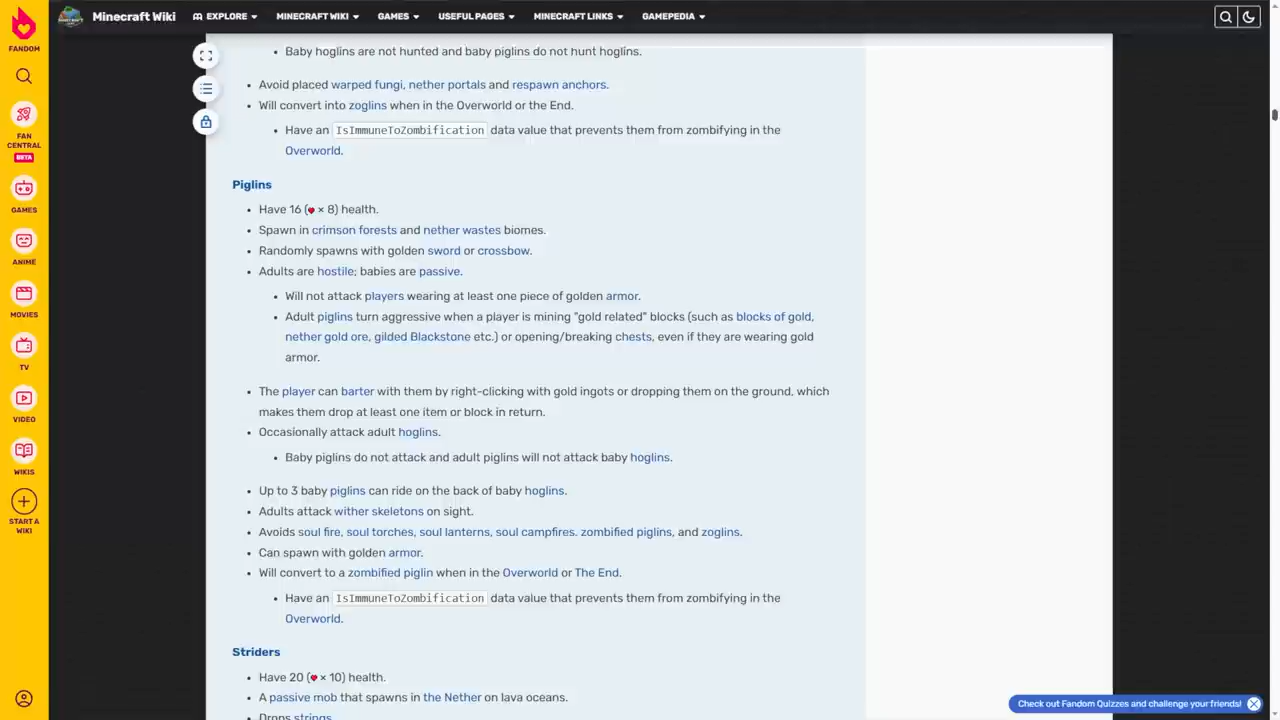 Minecraft Wiki
EXPLORE
MINECRAFT WIKI
GAMES
USEFUL PAGES
MINECRAFT LINKS
GAMEPEDIA
FANDOM
FAN
CENTRAL
BETA
GAMES
ANIME
MOVIES
TV
VIDEO
WIKIS
START A
WIKI
• Baby hoglins are not hunted and baby piglins do not hunt hoglins.
• Avoid placed warped fungi, nether portals and respawn anchors.
• Will convert into zoglins when in the Overworld or the End.
• Have an IsImmuneToZombification data value that prevents them from zombifying in the
Overworld.
Piglins
• Have 16 (♥ × 8) health.
• Spawn in crimson forests and nether wastes biomes.
• Randomly spawns with golden sword or crossbow.
• Adults are hostile; babies are passive.
• Will not attack players wearing at least one piece of golden armor.
• Adult piglins turn aggressive when a player is mining "gold related" blocks (such as blocks of gold,
nether gold ore, gilded Blackstone etc.) or opening/breaking chests, even if they are wearing gold
armor.
• The player can barter with them by right-clicking with gold ingots or dropping them on the ground, which
makes them drop at least one item or block in return.
• Occasionally attack adult hoglins.
• Baby piglins do not attack and adult piglins will not attack baby hoglins.
• Up to 3 baby piglins can ride on the back of baby hoglins.
• Adults attack wither skeletons on sight.
• Avoids soul fire, soul torches, soul lanterns, soul campfires. zombified piglins, and zoglins.
• Can spawn with golden armor.
• Will convert to a zombified piglin when in the Overworld or The End.
• Have an IsImmuneToZombification data value that prevents them from zombifying in the
Overworld.
Striders
• Have 20 (♥ × 10) health.
• A passive mob that spawns in the Nether on lava oceans.
• Drops strings.
Check out Fandom Quizzes and challenge your friends!